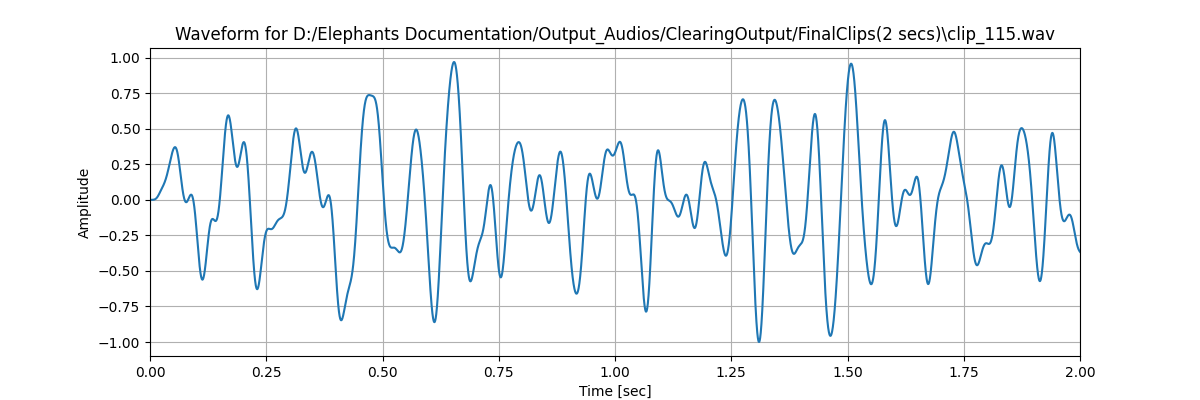 Waveform for D:/Elephants Documentation/Output_Audios/ClearingOutput/FinalClips(2 secs)\clip_115.wav
1.00
0.75
0.50
0.25
0.00
−0.25
−0.50
−0.75
−1.00
Amplitude
0.00 0.25 0.50 0.75 1.00 1.25 1.50 1.75 2.00
Time [sec]